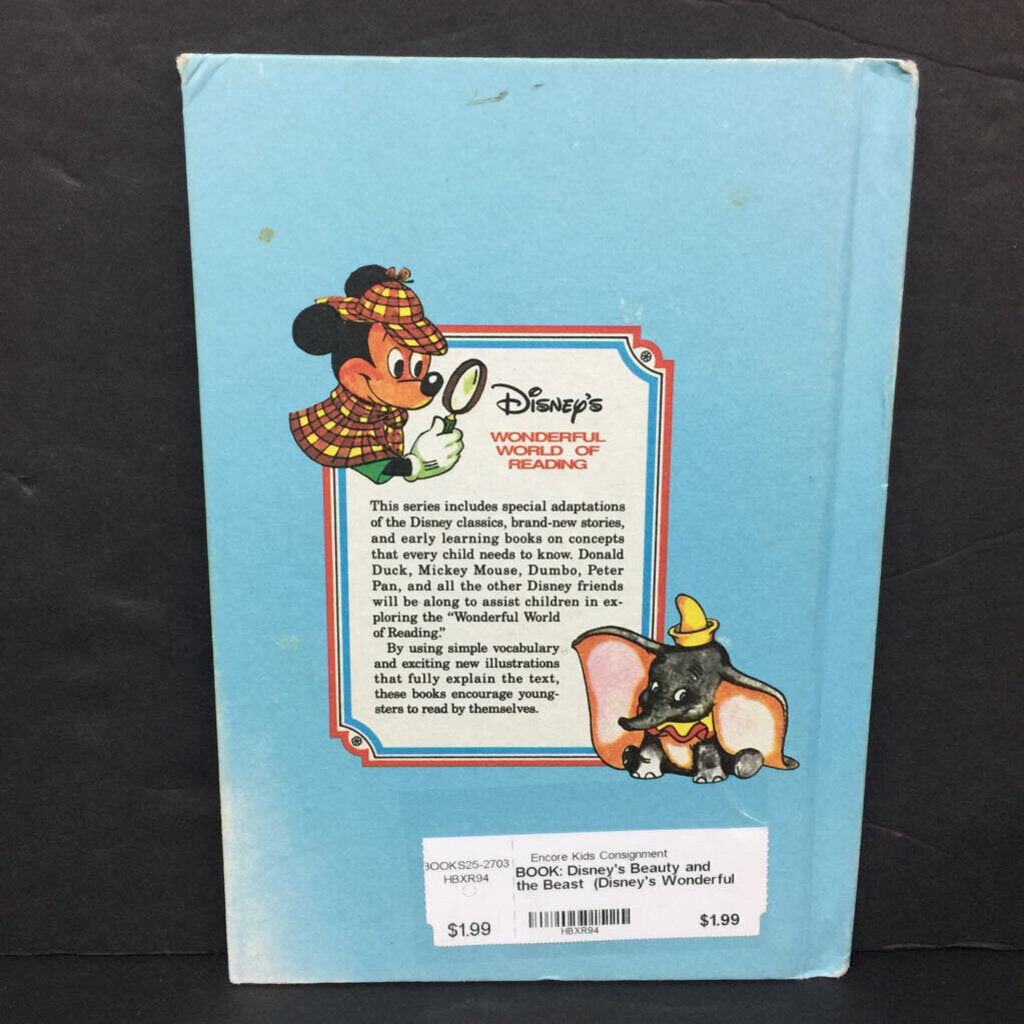 Disney's
WONDERFUL
WORLD OF
READING
This series includes special adaptations
of the Disney classics, brand-new stories,
and early learning books on concepts
that every child needs to know. Donald
Duck, Mickey Mouse, Dumbo, Peter
Pan, and all the other Disney friends
will be along to assist children in ex-
ploring the “Wonderful World
of Reading.”
By using simple vocabulary
and exciting new illustrations
that fully explain the text,
these books encourage young-
sters to read by themselves.
BOOKS25-2703
HBXR94
$1.99
Encore Kids Consignment
BOOK: Disney's Beauty and
the Beast (Disney's Wonderful
HBXR94
$1.99